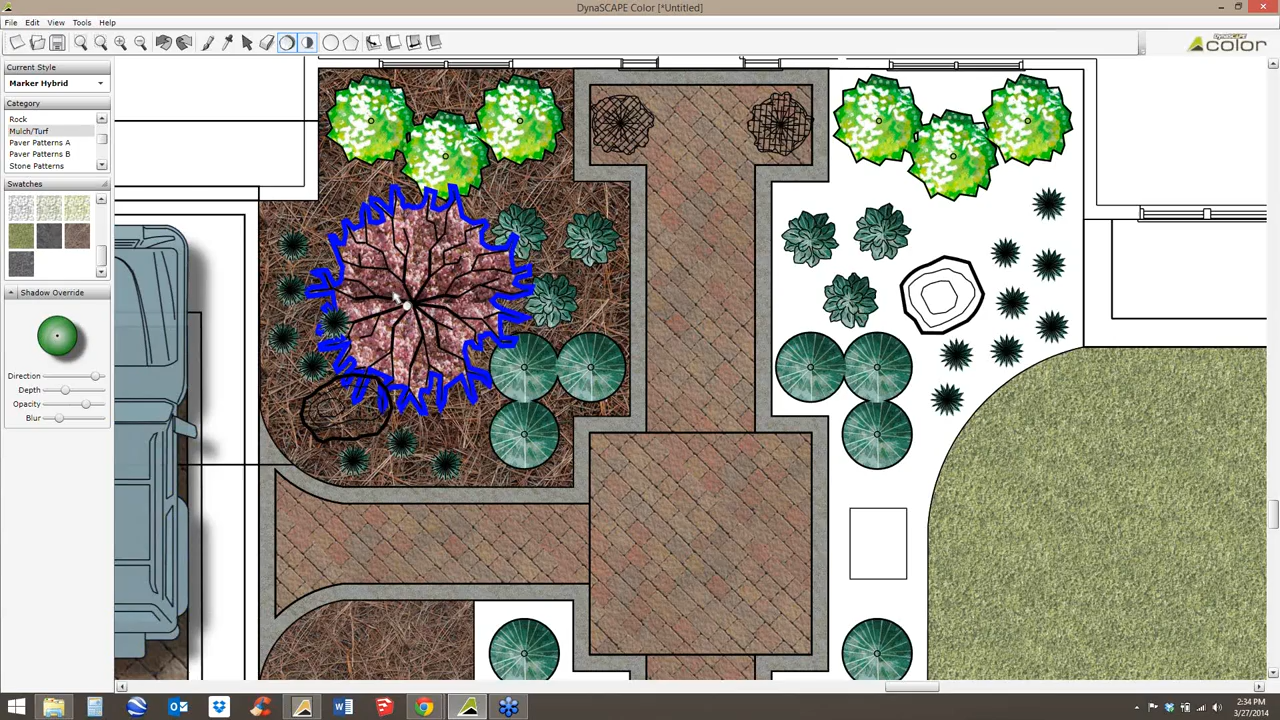 DynaSCAPE Color [*Untitled]
File Edit View Tools Help
DynaSCAPE
color
Current Style
Marker Hybrid
Category
Rock
Mulch/Turf
Paver Patterns A
Paver Patterns B
Stone Patterns
Swatches
Shadow Override
Direction
Depth
Opacity
Blur
2:34 PM
3/27/2014